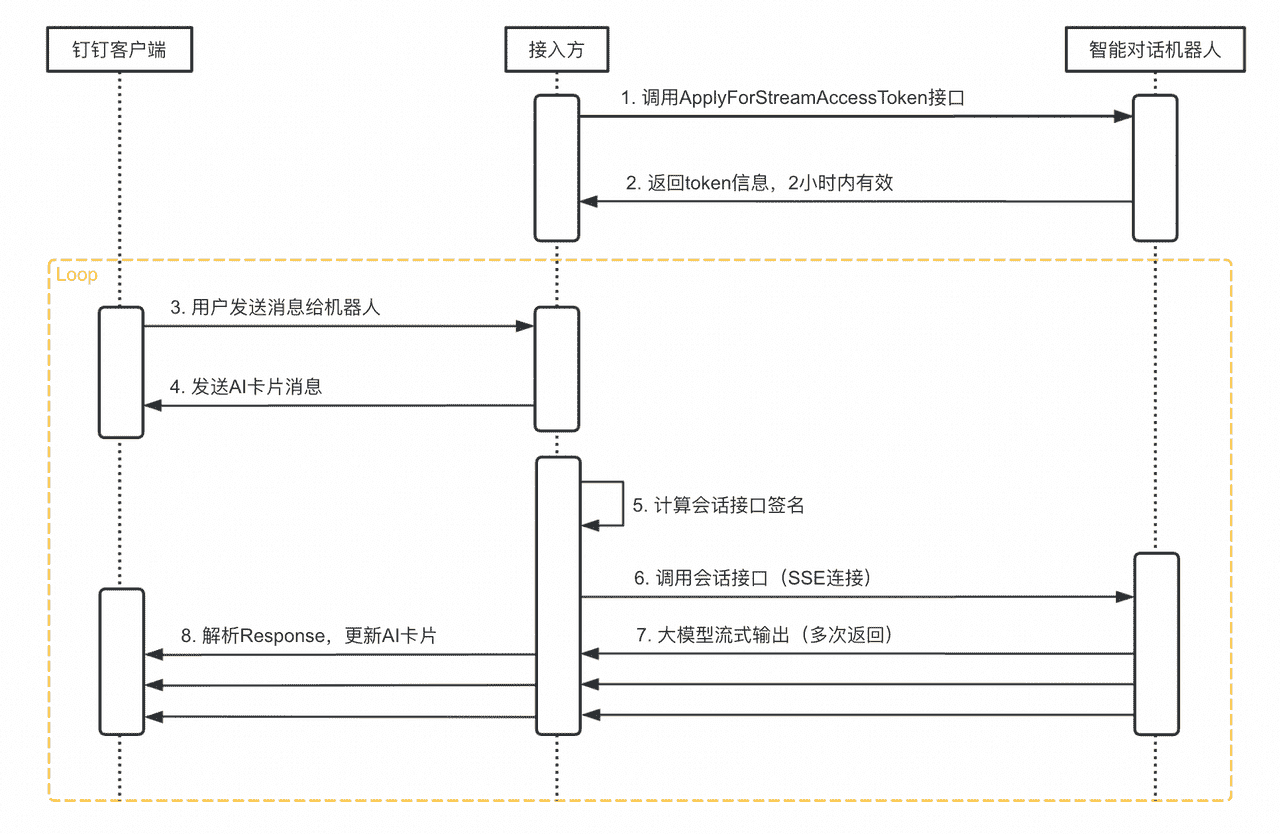 钉钉客户端
接入方
智能对话机器人
1. 调用ApplyForStreamAccessToken接口
2. 返回token信息，2小时内有效
Loop
3. 用户发送消息给机器人
4. 发送AI卡片消息
5. 计算会话接口签名
6. 调用会话接口（SSE连接）
7. 大模型流式输出（多次返回）
8. 解析Response，更新AI卡片